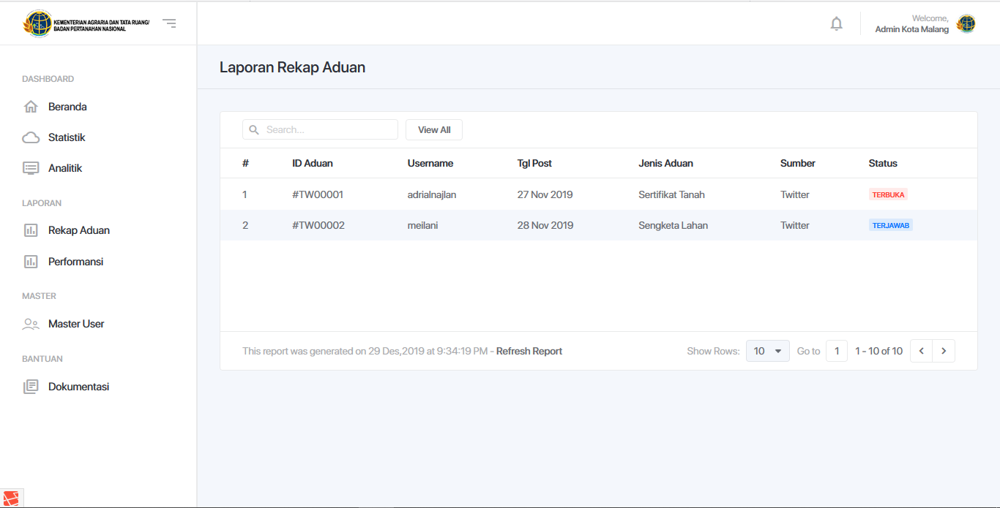 KEMENTERIAN AGRARIA DAN TATA RUANG/
BADAN PERTANAHAN NASIONAL
Welcome,
Admin Kota Malang
DASHBOARD
Beranda
Statistik
Analitik
LAPORAN
Rekap Aduan
Performansi
MASTER
Master User
BANTUAN
Dokumentasi
Laporan Rekap Aduan
Search... View All
# ID Aduan Username Tgl Post Jenis Aduan Sumber Status
1 #TW00001 adrialnajlan 27 Nov 2019 Sertifikat Tanah Twitter TERBUKA
2 #TW00002 meilani 28 Nov 2019 Sengketa Lahan Twitter TERJAWAB
This report was generated on 29 Des,2019 at 9:34:19 PM - Refresh Report Show Rows: 10 Go to 1 1 - 10 of 10